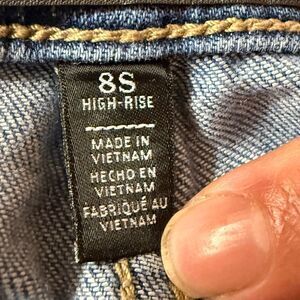 8S
HIGH-RISE
MADE IN
VIETNAM
HECHO EN
VIETNAM
FABRIQUÉ AU
VIETNAM